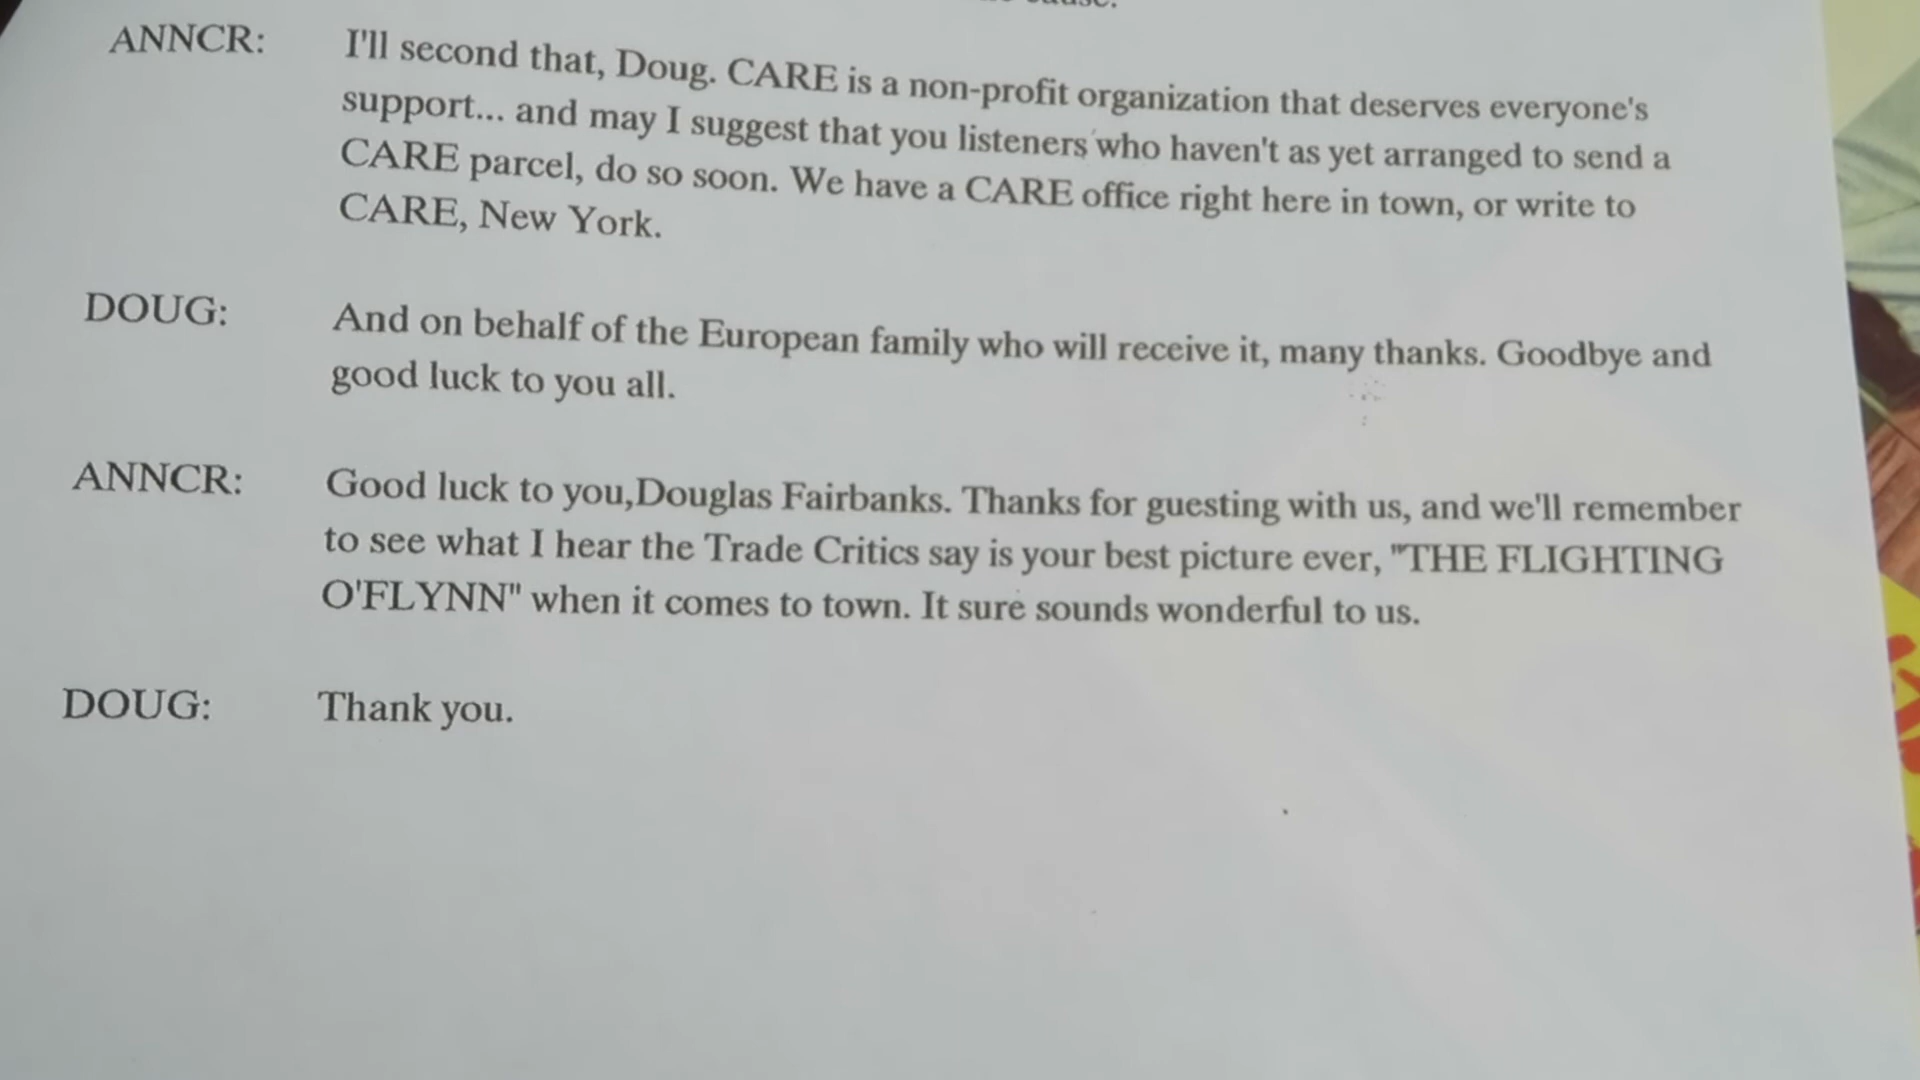 cause.
ANNCR: I'll second that, Doug. CARE is a non-profit organization that deserves everyone's
support... and may I suggest that you listeners who haven't as yet arranged to send a
CARE parcel, do so soon. We have a CARE office right here in town, or write to
CARE, New York.
DOUG: And on behalf of the European family who will receive it, many thanks. Goodbye and
good luck to you all.
ANNCR: Good luck to you,Douglas Fairbanks. Thanks for guesting with us, and we'll remember
to see what I hear the Trade Critics say is your best picture ever, "THE FLIGHTING
O'FLYNN" when it comes to town. It sure sounds wonderful to us.
DOUG: Thank you.